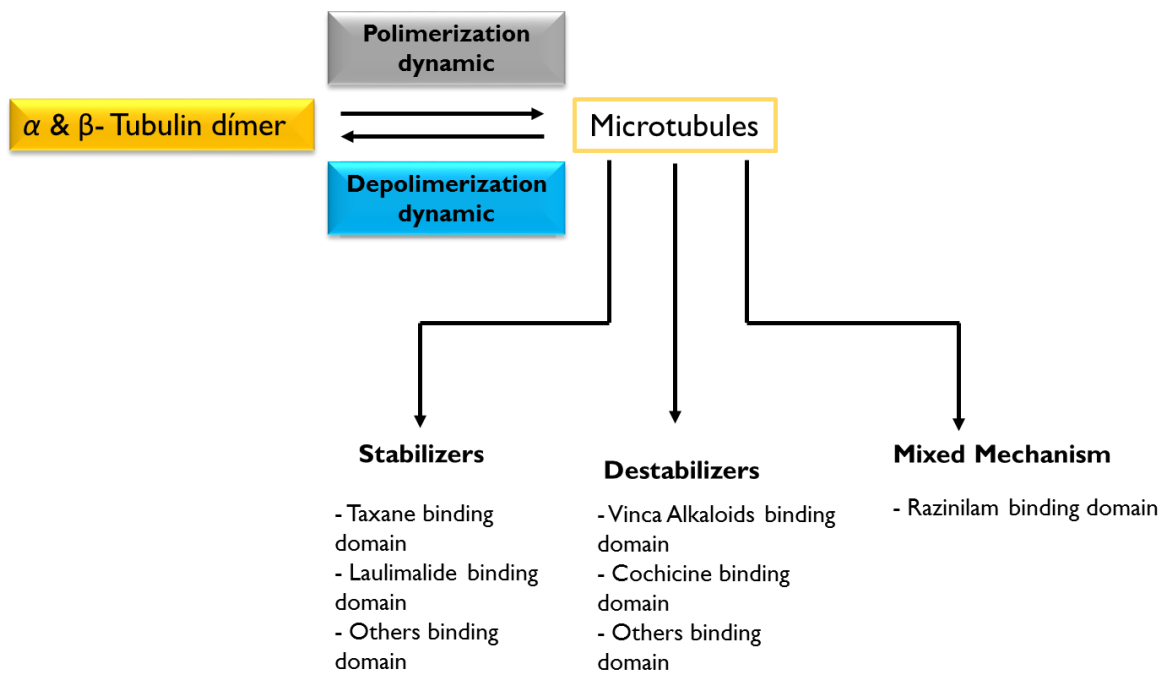 Polimerization
dynamic
α & β- Tubulin dímer
Microtubules
Depolimerization
dynamic
Stabilizers
- Taxane binding
domain
- Laulimalide binding
domain
- Others binding
domain
Destabilizers
- Vinca Alkaloids binding
domain
- Cochicine binding
domain
- Others binding
domain
Mixed Mechanism
- Razinilam binding domain